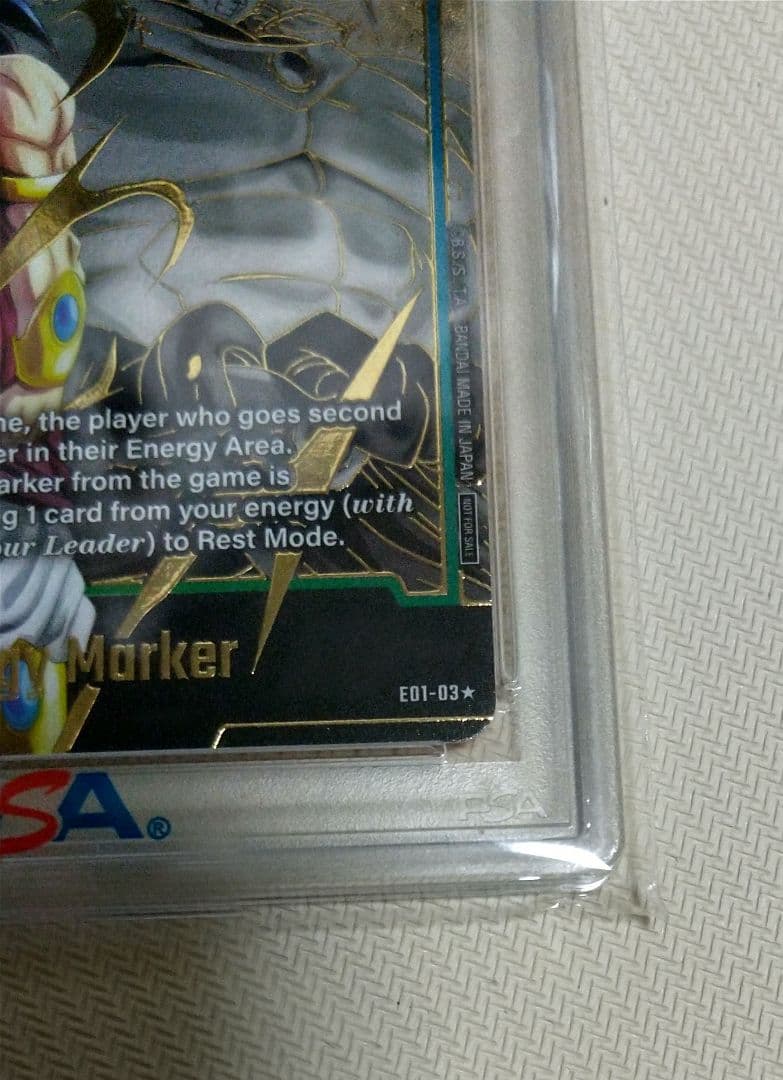 ne, the player who goes second
er in their Energy Area.
arker from the game is
g 1 card from your energy (with
ur Leader) to Rest Mode.
gy Marker
E01-03★
BANDAI MADE IN JAPAN
NOT FOR SALE
SA®
PSA